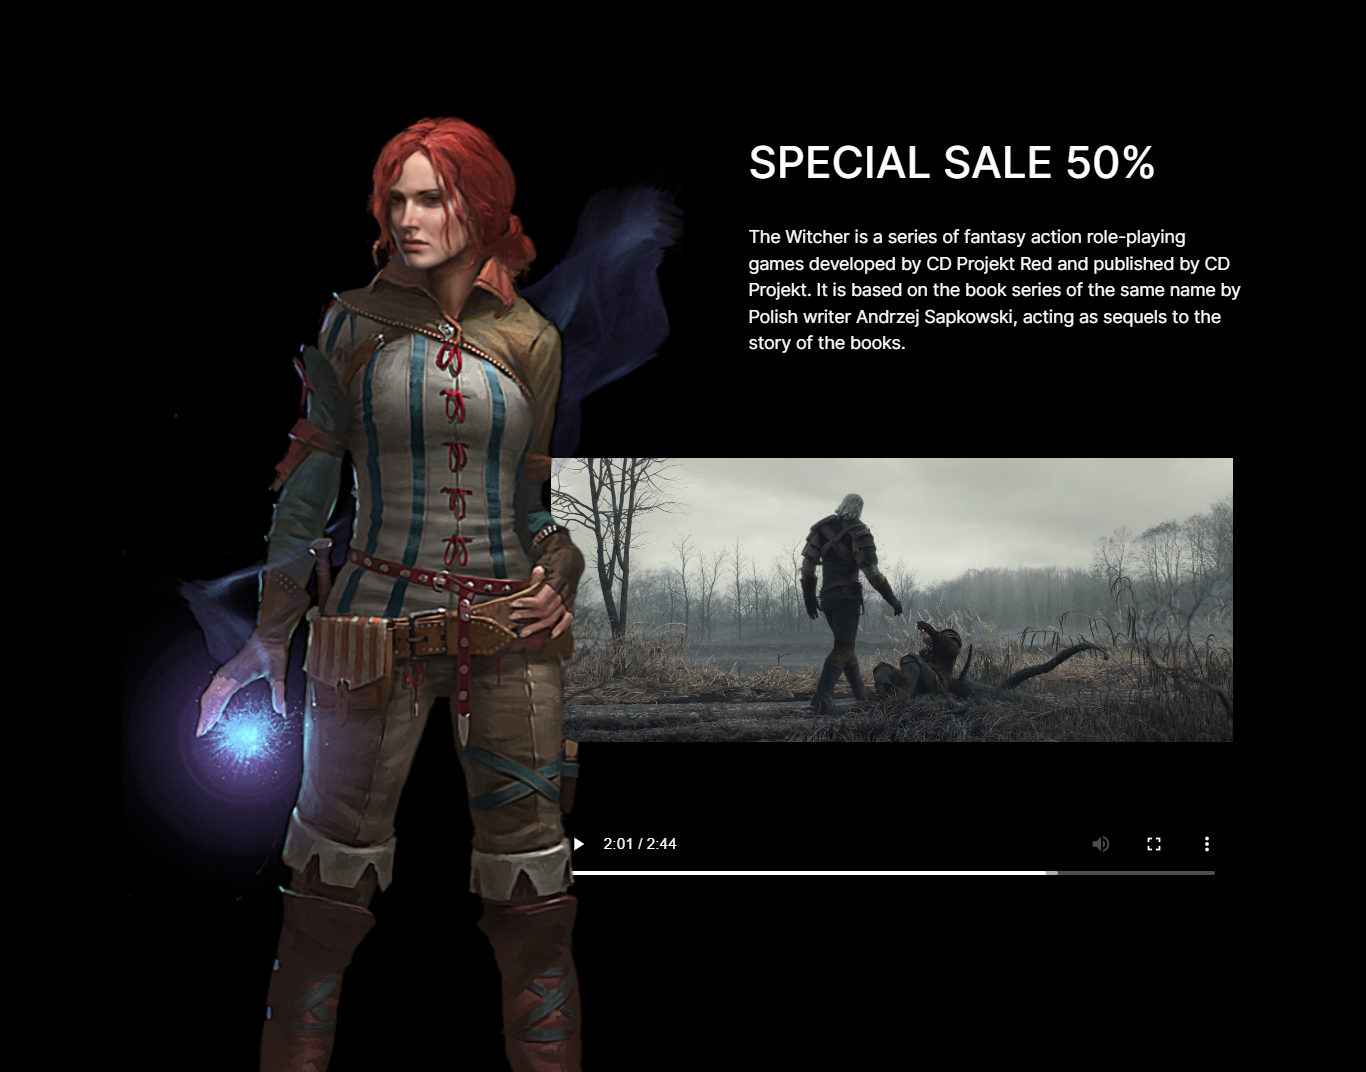 SPECIAL SALE 50%
The Witcher is a series of fantasy action role-playing
games developed by CD Projekt Red and published by CD
Projekt. It is based on the book series of the same name by
Polish writer Andrzej Sapkowski, acting as sequels to the
story of the books.
2:01 / 2:44